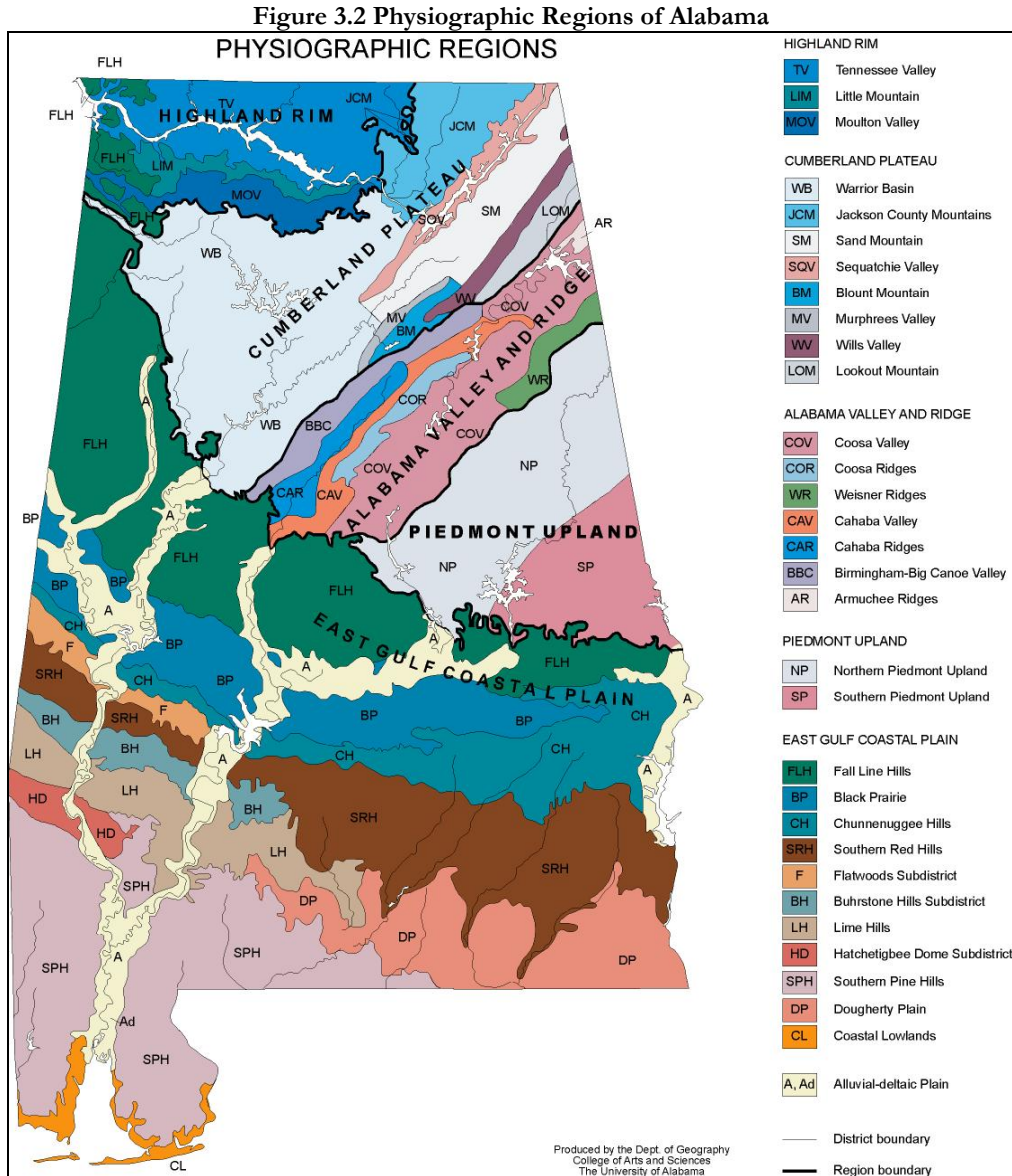 Figure 3.2 Physiographic Regions of Alabama
PHYSIOGRAPHIC REGIONS
FLH
FLH
TV
JCM
HIGHLAND RIM
JCM
FLH
LIM
MOV
FLH
SQV
SM
LOM
AR
WB
CUMBERLAND PLATEAU
WV
COV
MV
BM
WR
COR
BBC
COV
ALABAMA VALLEY AND RIDGE
A
FLH
WB
COV
NP
CAR
CAV
BP
A
PIEDMONT UPLAND
FLH
NP
SP
FLH
BP
BP
A
EAST GULF COASTAL PLAIN
A
CH
BP
A
FLH
F
SRH
CH
BP
BP
BP
CH
A
F
SRH
BH
BH
A
CH
CH
A
LH
LH
BH
SRH
HD
HD
LH
SRH
SPH
DP
DP
DP
SPH
SPH
A
Ad
SPH
CL
HIGHLAND RIM
TV Tennessee Valley
LIM Little Mountain
MOV Moulton Valley
CUMBERLAND PLATEAU
WB Warrior Basin
JCM Jackson County Mountains
SM Sand Mountain
SQV Sequatchie Valley
BM Blount Mountain
MV Murphrees Valley
WV Wills Valley
LOM Lookout Mountain
ALABAMA VALLEY AND RIDGE
COV Coosa Valley
COR Coosa Ridges
WR Weisner Ridges
CAV Cahaba Valley
CAR Cahaba Ridges
BBC Birmingham-Big Canoe Valley
AR Armuchee Ridges
PIEDMONT UPLAND
NP Northern Piedmont Upland
SP Southern Piedmont Upland
EAST GULF COASTAL PLAIN
FLH Fall Line Hills
BP Black Prairie
CH Chunnenuggee Hills
SRH Southern Red Hills
F Flatwoods Subdistrict
BH Buhrstone Hills Subdistrict
LH Lime Hills
HD Hatchetigbee Dome Subdistrict
SPH Southern Pine Hills
DP Dougherty Plain
CL Coastal Lowlands
A, Ad Alluvial-deltaic Plain
District boundary
Region boundary
Produced by the Dept. of Geography
College of Arts and Sciences
The University of Alabama